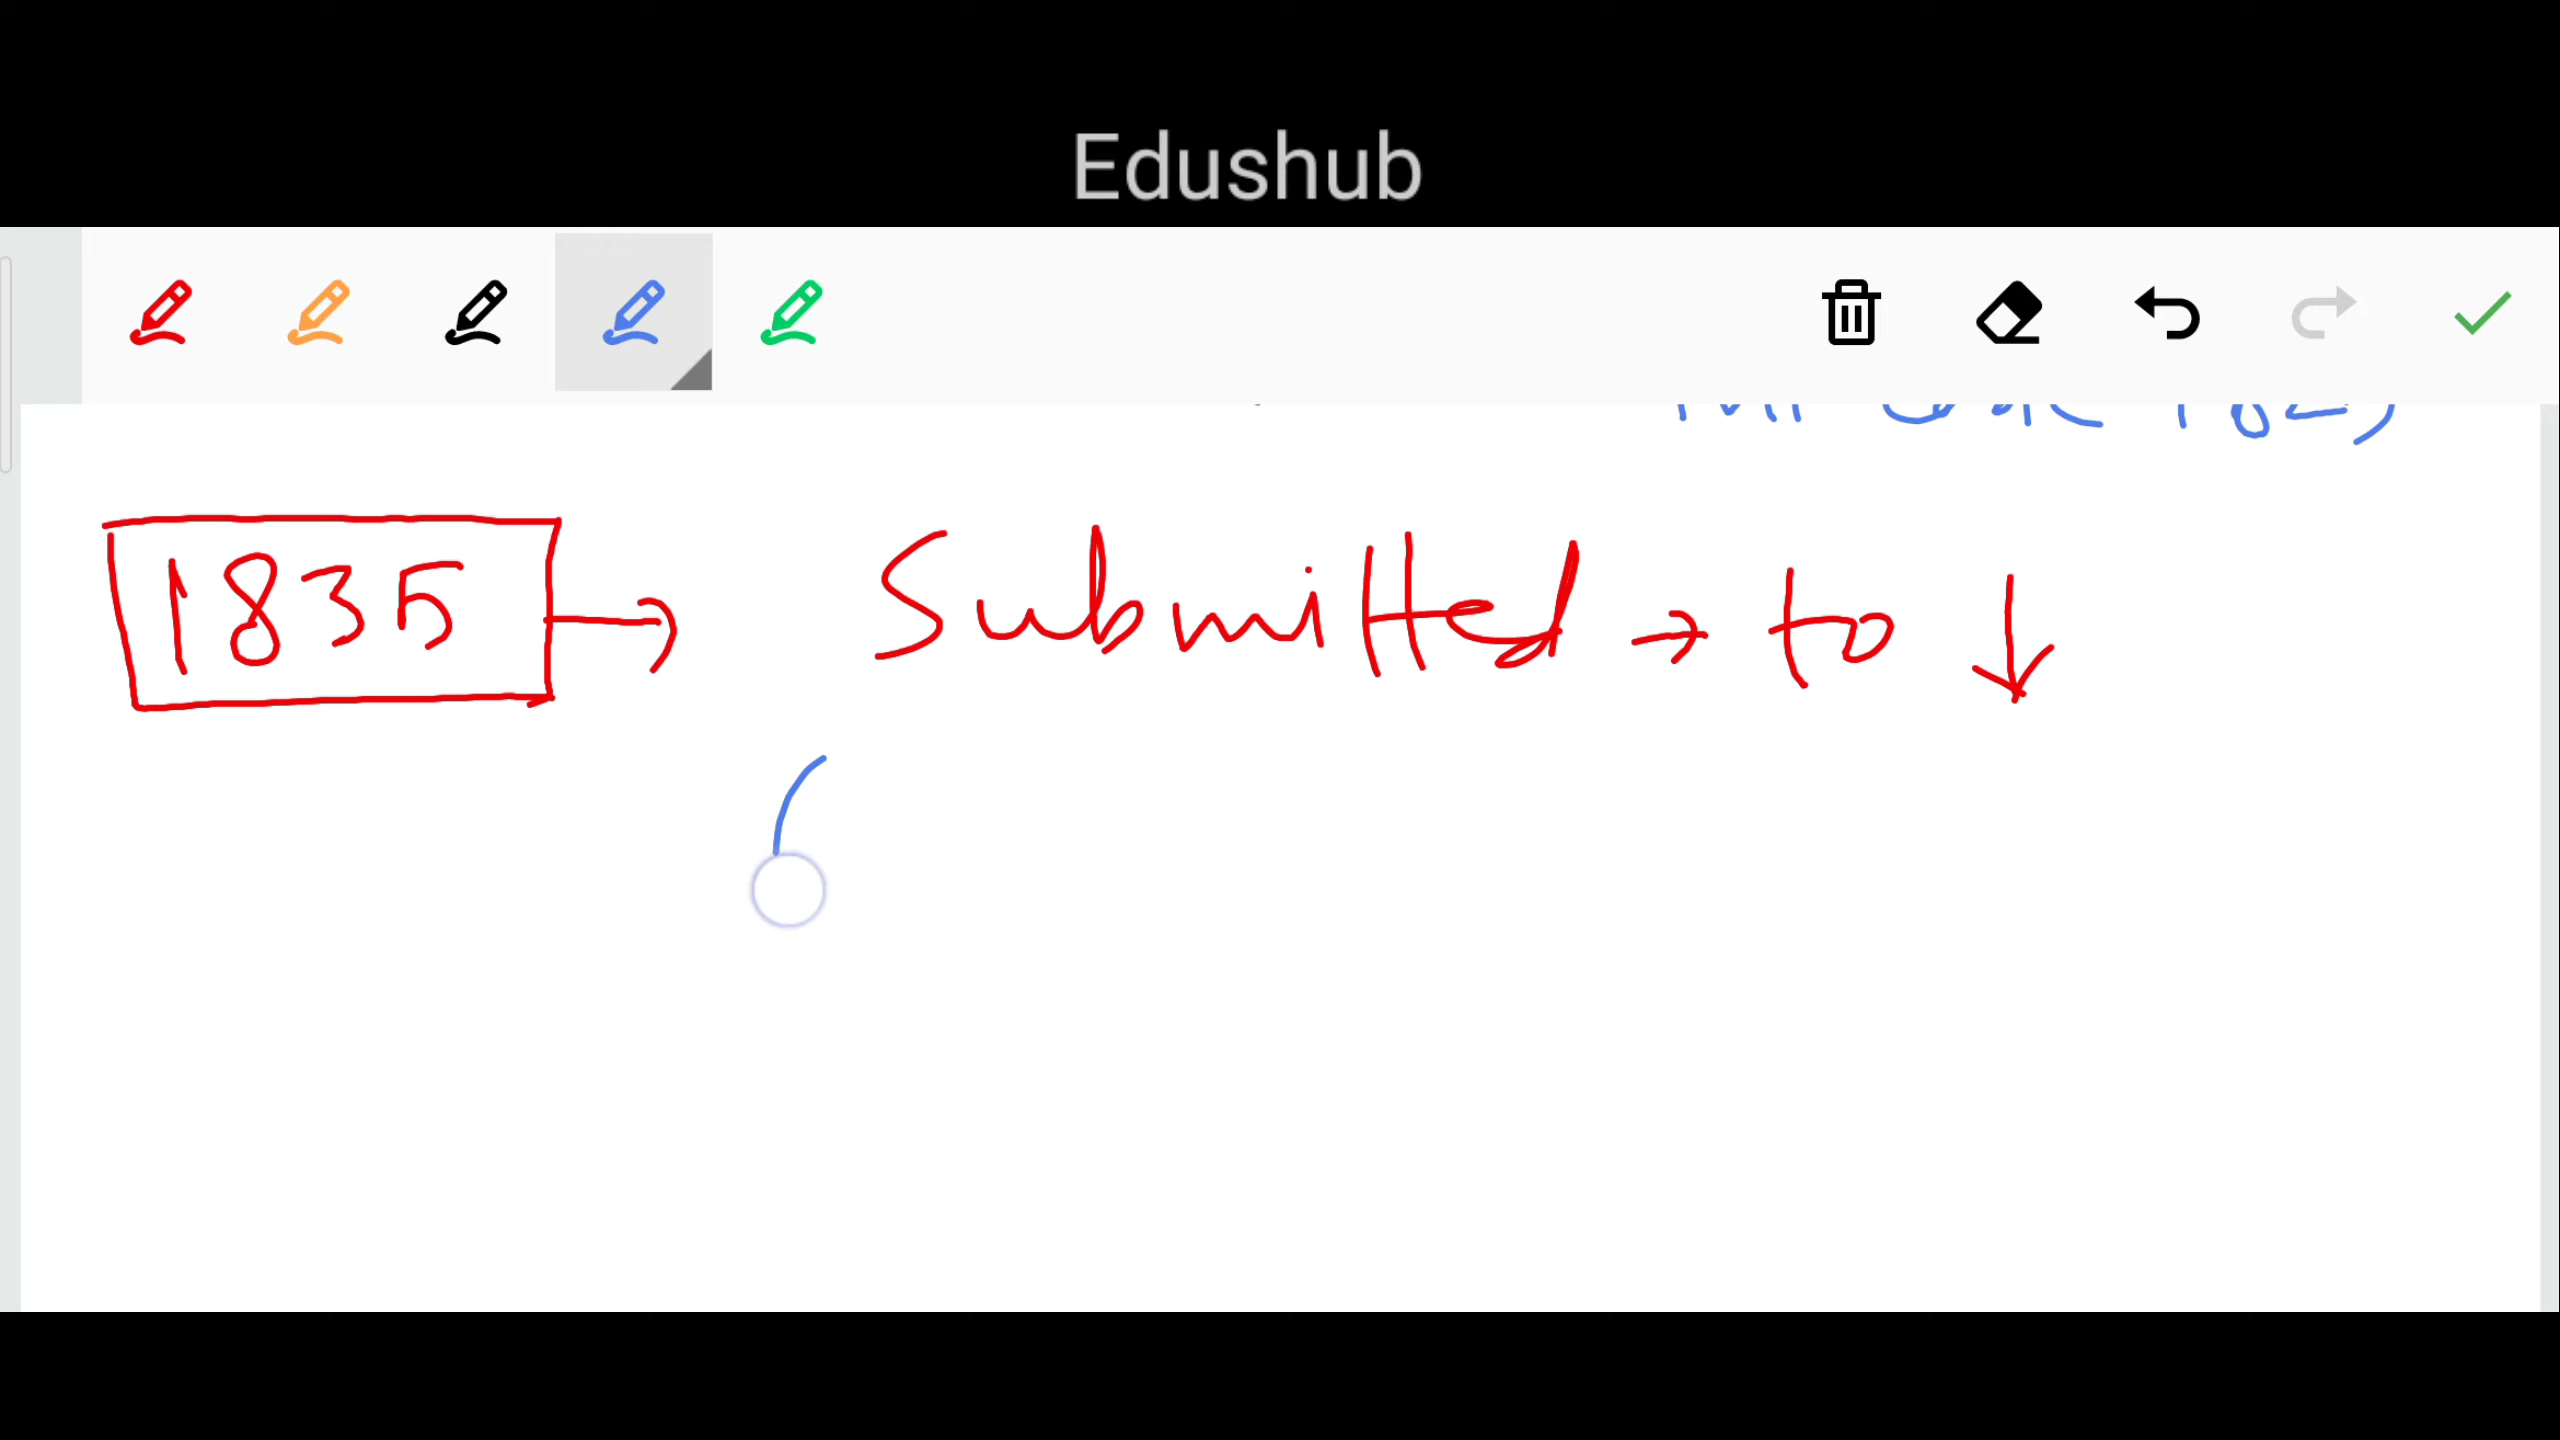 Edushub
1835 → Submitted → to ↓